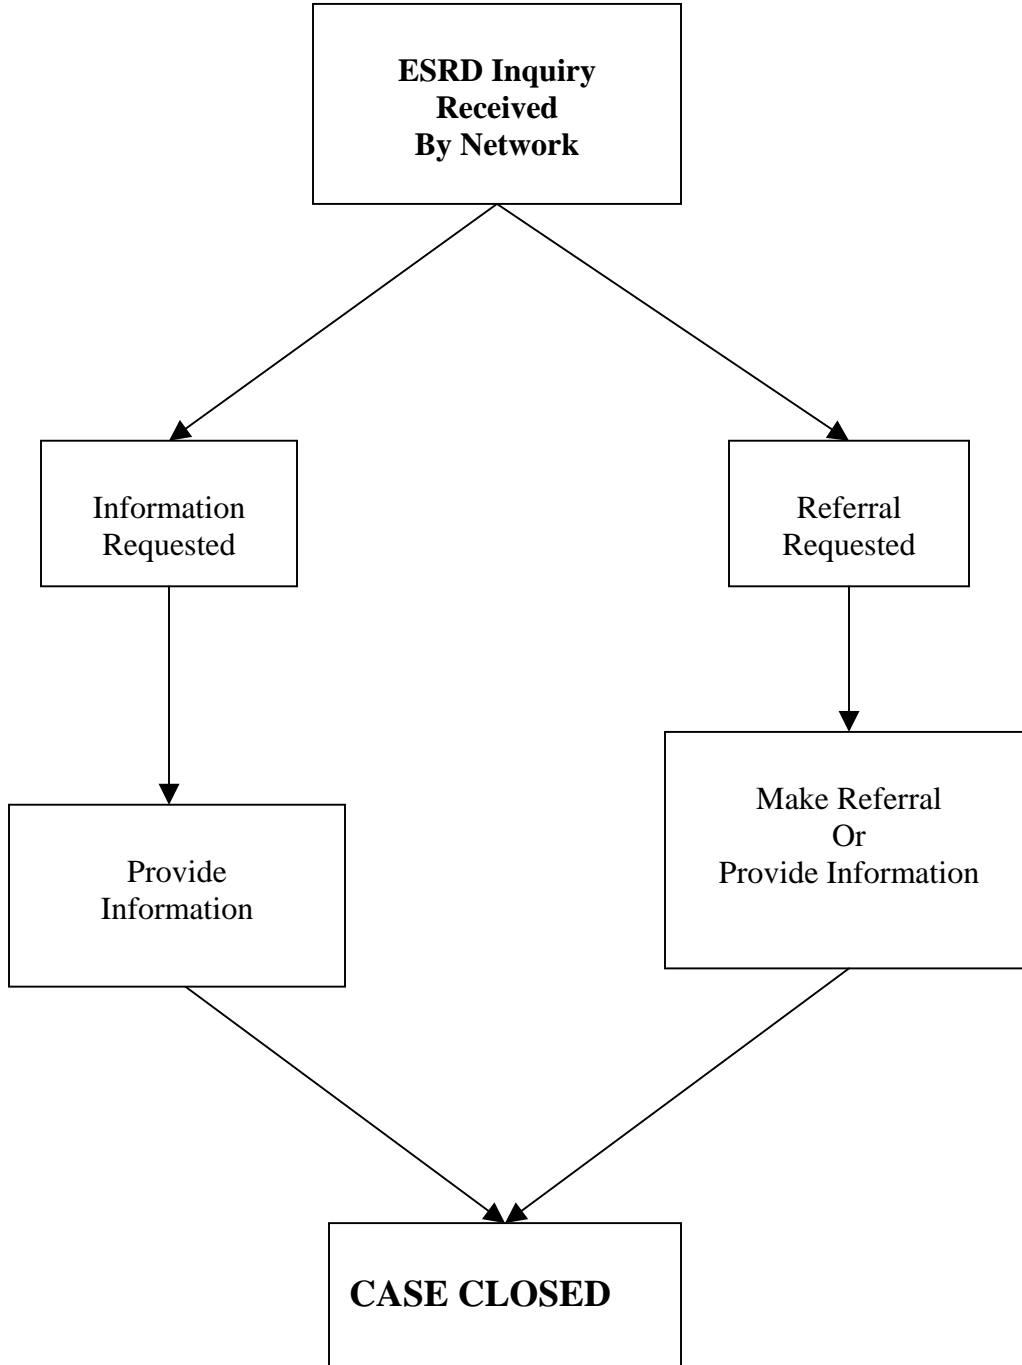 ESRD Inquiry
Received
By Network
Information
Requested
Referral
Requested
Provide
Information
Make Referral
Or
Provide Information
CASE CLOSED